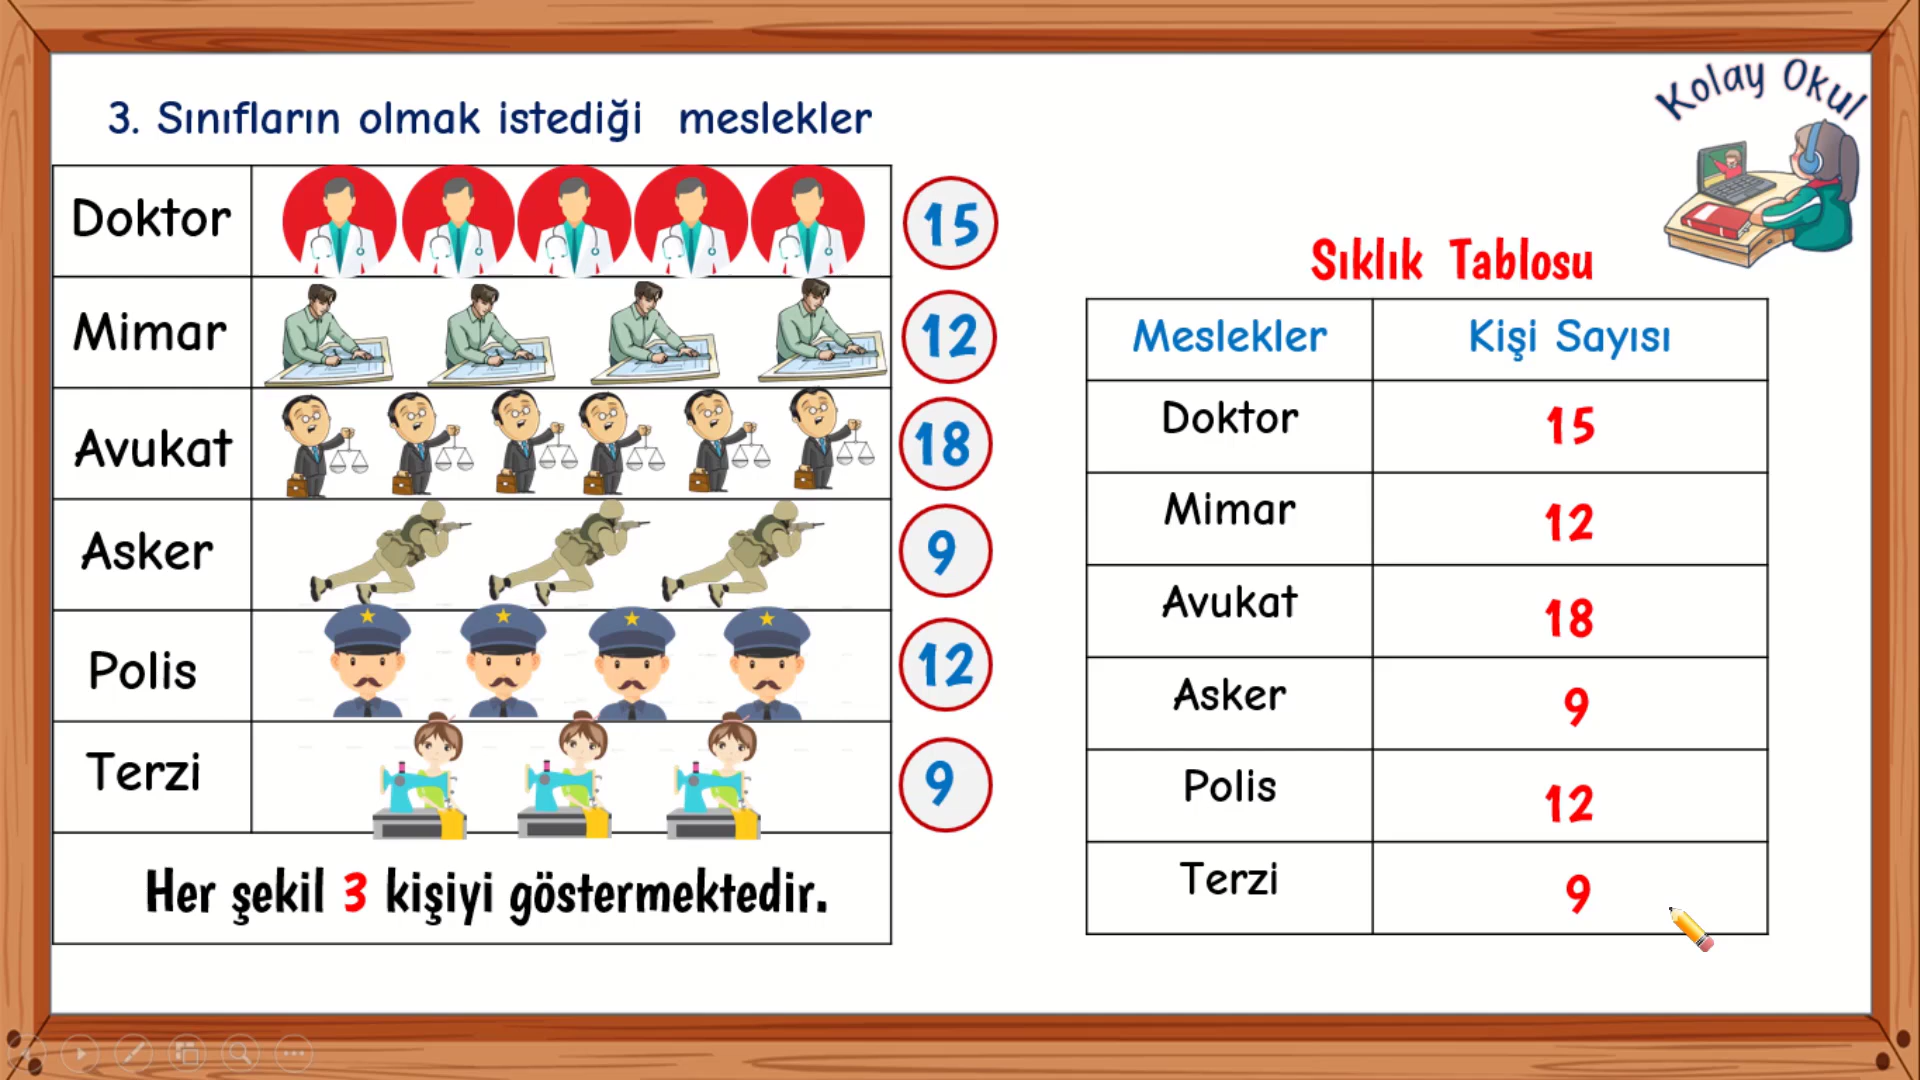 Kolay Okul
3. Sınıfların olmak istediği meslekler
Doktor 15
Mimar 12
Avukat 18
Asker 9
Polis 12
Terzi 9
Her şekil 3 kişiyi göstermektedir.
Sıklık Tablosu
Meslekler Kişi Sayısı
Doktor 15
Mimar 12
Avukat 18
Asker 9
Polis 12
Terzi 9